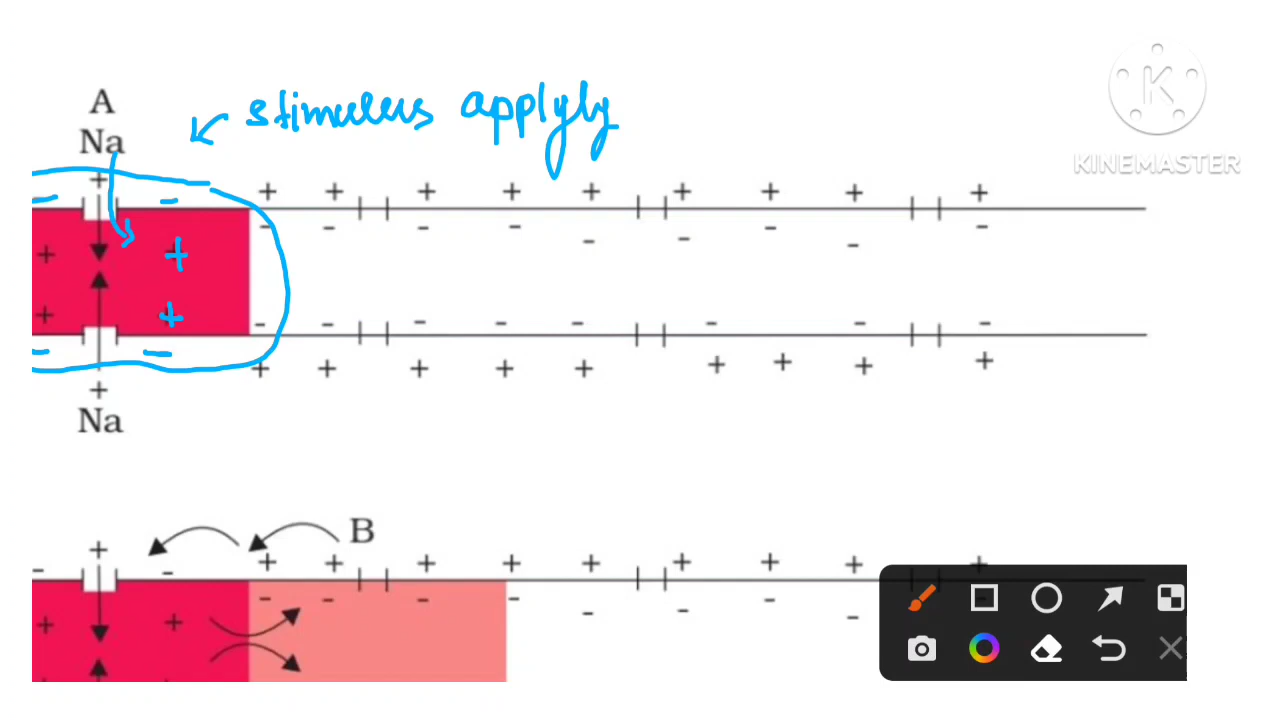 stimulus applyly
A
Na
+
- - + + + + + + + + +
- - - - - - - -
+ +
+ +
- - - - - - - -
- - + + + + + + + + +
+
Na
B
+
- - + + + + + + + + +
- - - - - - - -
+ +
K
KINEMASTER